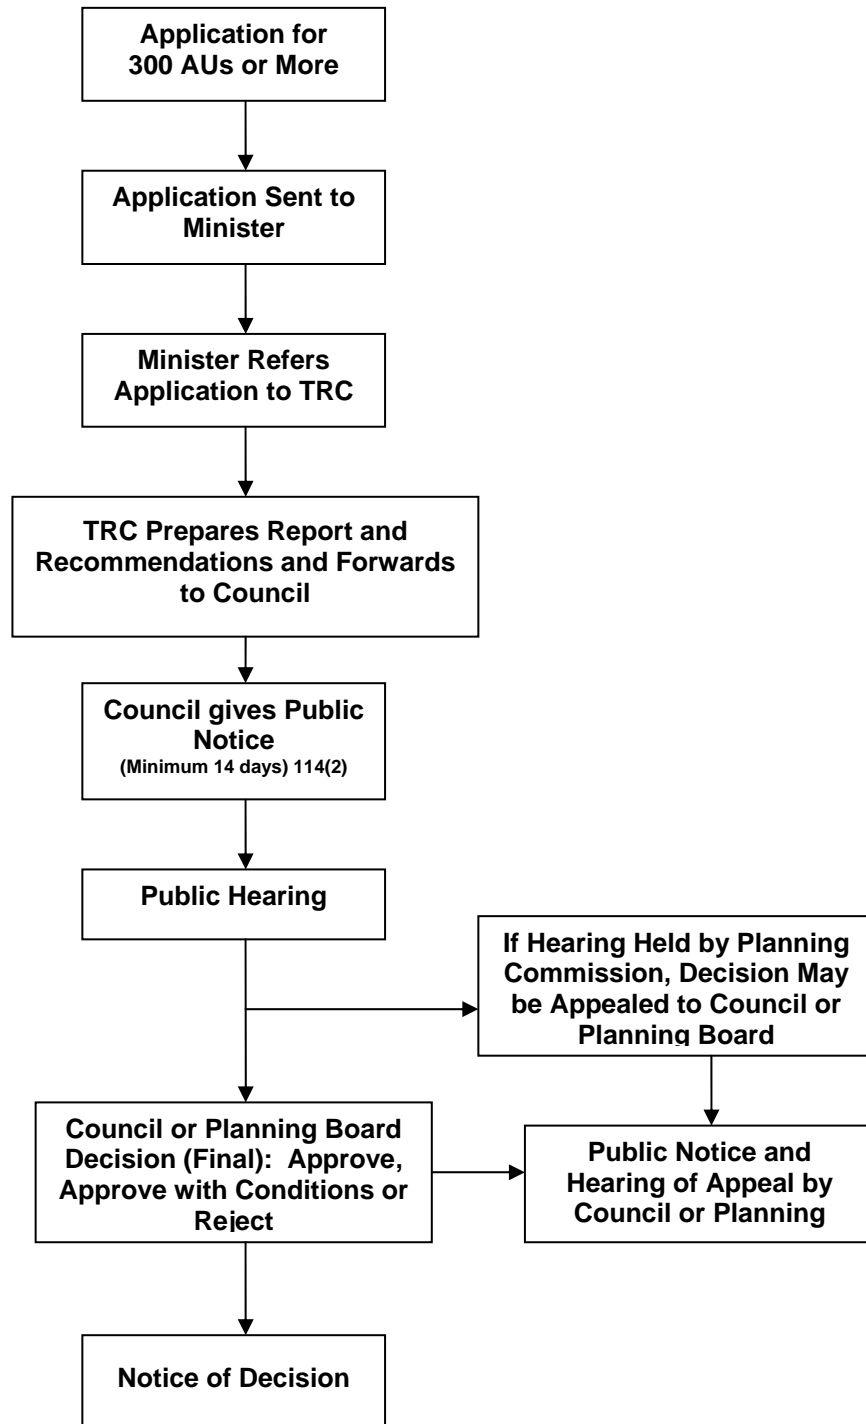 Application for
300 AUs or More
Application Sent to
Minister
Minister Refers
Application to TRC
TRC Prepares Report and
Recommendations and Forwards
to Council
Council gives Public
Notice
(Minimum 14 days) 114(2)
Public Hearing
If Hearing Held by Planning
Commission, Decision May
be Appealed to Council or
Planning Board
Council or Planning Board
Decision (Final):  Approve,
Approve with Conditions or
Reject
Public Notice and
Hearing of Appeal by
Council or Planning
Notice of Decision